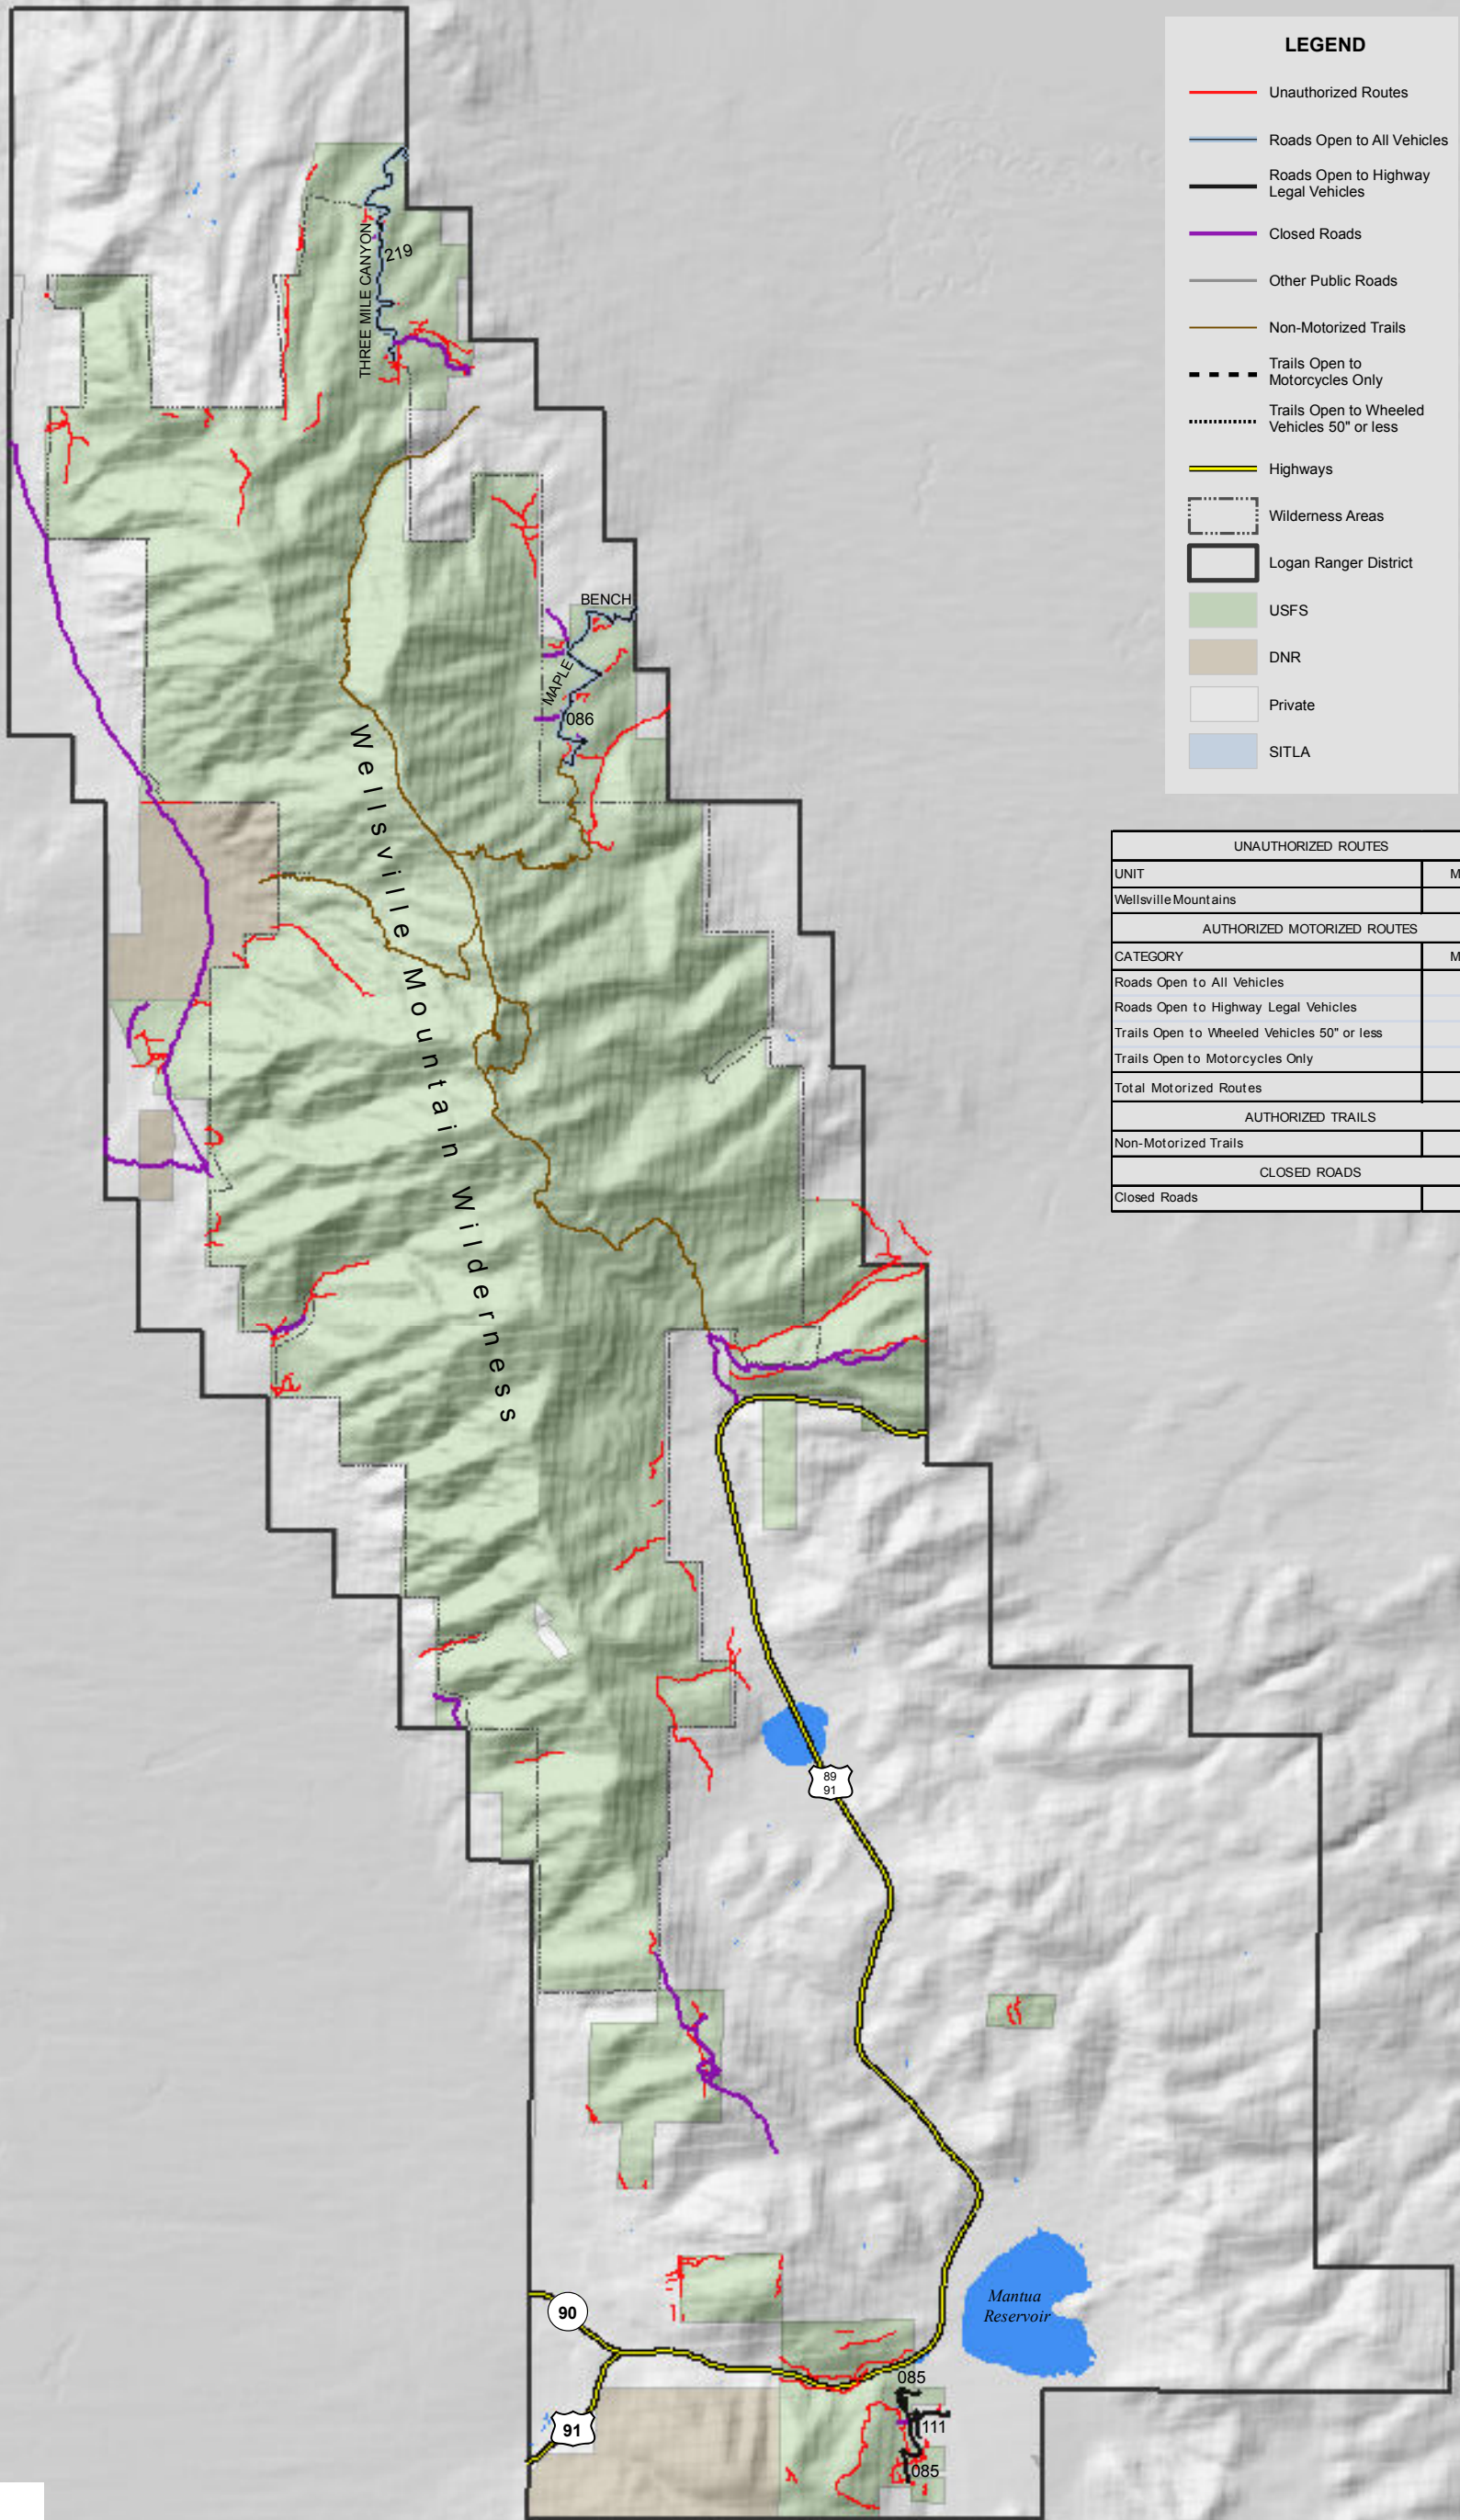 LEGEND
Unauthorized Routes
Roads Open to All Vehicles
Roads Open to Highway
Legal Vehicles
Closed Roads
Other Public Roads
Non-Motorized Trails
Trails Open to
Motorcycles Only
Trails Open to Wheeled
Vehicles 50" or less
Highways
Wilderness Areas
Logan Ranger District
USFS
DNR
Private
SITLA
THREE MILE CANYON
219
BENCH
MAPLE
086
Wellsville Mountain Wilderness
UNAUTHORIZED ROUTES
UNIT M
Wellsville Mountains
AUTHORIZED MOTORIZED ROUTES
CATEGORY M
Roads Open to All Vehicles
Roads Open to Highway Legal Vehicles
Trails Open to Wheeled Vehicles 50" or less
Trails Open to Motorcycles Only
Total Motorized Routes
AUTHORIZED TRAILS
Non-Motorized Trails
CLOSED ROADS
Closed Roads
89
91
Mantua
Reservoir
90
91
085
111
085